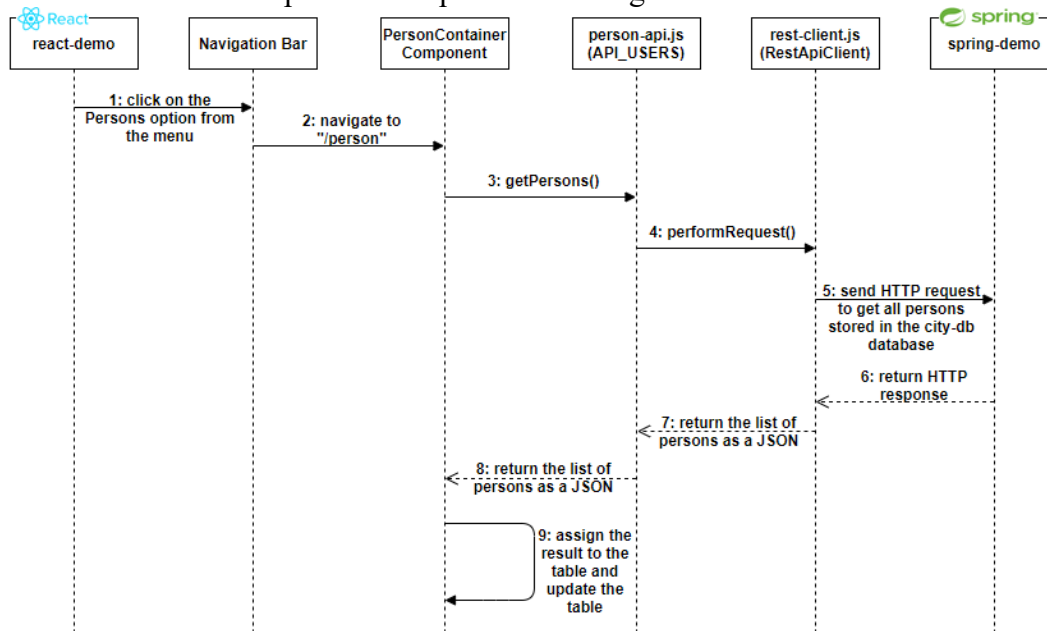 React
spring
react-demo
Navigation Bar
PersonContainer
Component
person-api.js
(API_USERS)
rest-client.js
(RestApiClient)
spring-demo
1: click on the
Persons option from
the menu
2: navigate to
"/person"
3: getPersons()
4: performRequest()
5: send HTTP request
to get all persons
stored in the city-db
database
6: return HTTP
response
7: return the list of
persons as a JSON
8: return the list of
persons as a JSON
9: assign the
result to the
table and
update the
table